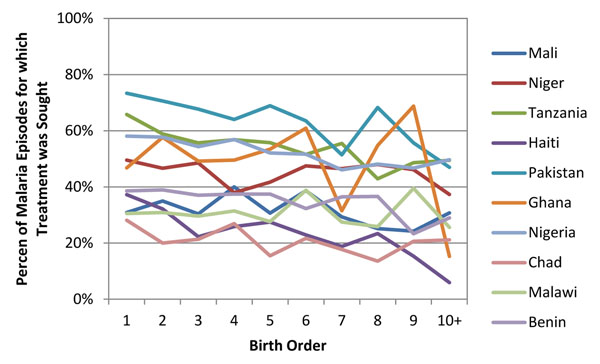 Percen of Malaria Episodes for which
Treatment was Sought
100%
80%
60%
40%
20%
0%
1 2 3 4 5 6 7 8 9 10+
Birth Order
Mali
Niger
Tanzania
Haiti
Pakistan
Ghana
Nigeria
Chad
Malawi
Benin